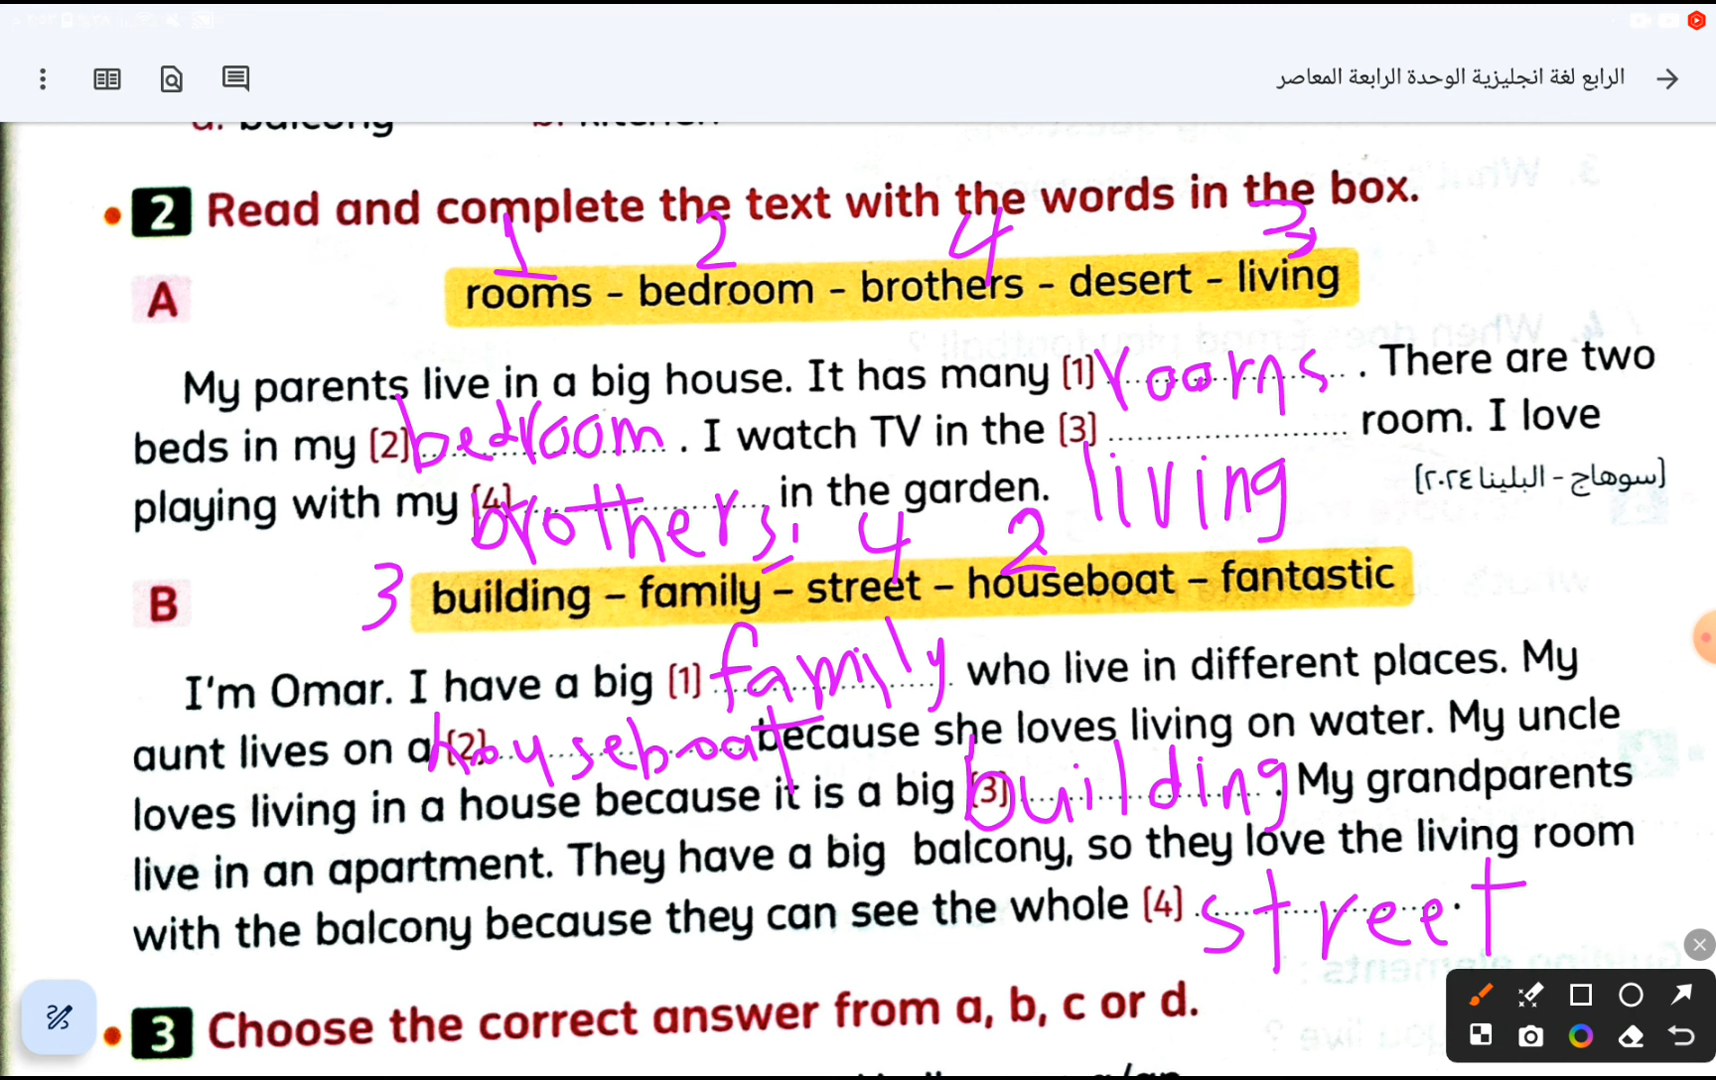 الرابع لغة انجليزية الوحدة الرابعة المعاصر
2 Read and complete the text with the words in the box.
1 2 4 3
A rooms - bedroom - brothers - desert - living
My parents live in a big house. It has many [1] rooms . There are two
beds in my [2] bedroom . I watch TV in the [3] living room. I love
playing with my [4] brothers in the garden. [سوهاج - البلينا ٢٠٢٤]
3 1 4 2
B building - family - street - houseboat - fantastic
I'm Omar. I have a big [1] family who live in different places. My
aunt lives on a [2] houseboat because she loves living on water. My uncle
loves living in a house because it is a big [3] building . My grandparents
live in an apartment. They have a big balcony, so they love the living room
with the balcony because they can see the whole [4] street .
3 Choose the correct answer from a, b, c or d.